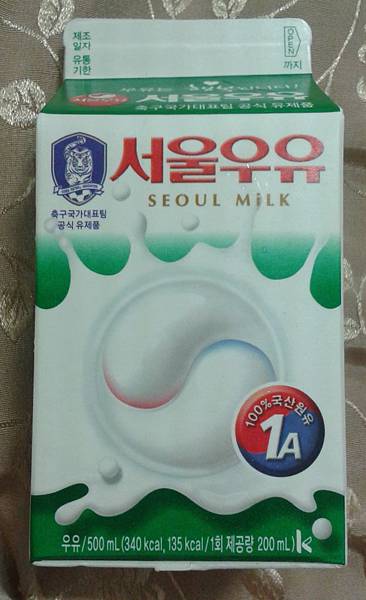 제조
일자
유통
기한
OPEN
까지
우유는
서울우유
축구국가대표팀 공식 유제품
서울우유
SEOUL MiLK
축구국가대표팀
공식 유제품
100%국산원유
1A
우유/500 mL(340 kcal, 135 kcal/1회 제공량 200 mL)